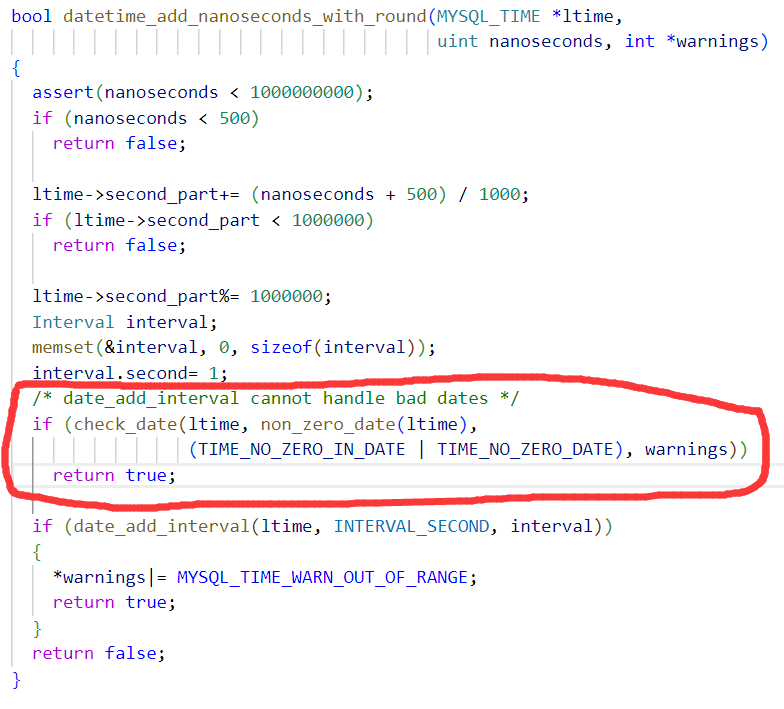 bool datetime_add_nanoseconds_with_round(MYSQL_TIME *ltime,
                                         uint nanoseconds, int *warnings)
{
  assert(nanoseconds < 1000000000);
  if (nanoseconds < 500)
    return false;

  ltime->second_part+= (nanoseconds + 500) / 1000;
  if (ltime->second_part < 1000000)
    return false;

  ltime->second_part%= 1000000;
  Interval interval;
  memset(&interval, 0, sizeof(interval));
  interval.second= 1;
  /* date_add_interval cannot handle bad dates */
  if (check_date(ltime, non_zero_date(ltime),
                 (TIME_NO_ZERO_IN_DATE | TIME_NO_ZERO_DATE), warnings))
    return true;

  if (date_add_interval(ltime, INTERVAL_SECOND, interval))
  {
    *warnings|= MYSQL_TIME_WARN_OUT_OF_RANGE;
    return true;
  }
  return false;
}